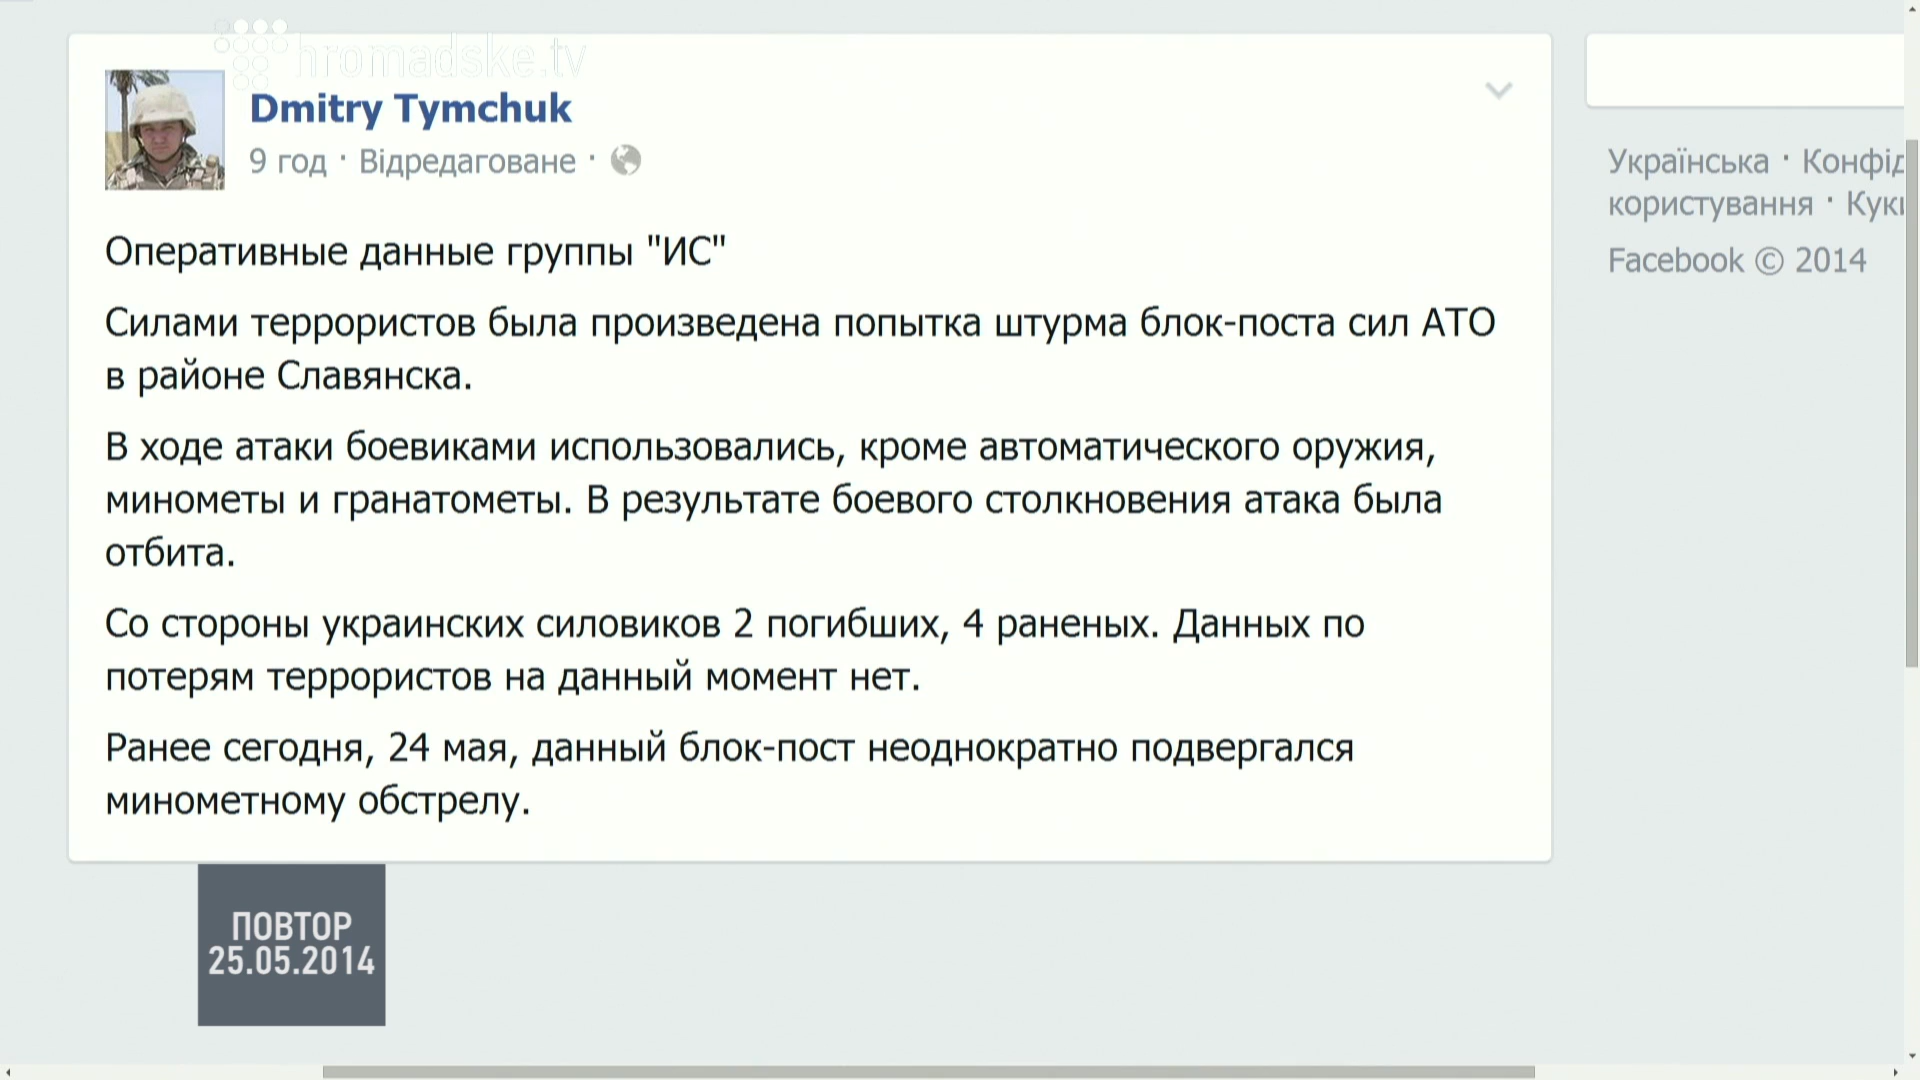 hromadske.tv
Dmitry Tymchuk
9 год · Відредаговане ·
Оперативные данные группы "ИС"
Силами террористов была произведена попытка штурма блок-поста сил АТО
в районе Славянска.
В ходе атаки боевиками использовались, кроме автоматического оружия,
минометы и гранатометы. В результате боевого столкновения атака была
отбита.
Со стороны украинских силовиков 2 погибших, 4 раненых. Данных по
потерям террористов на данный момент нет.
Ранее сегодня, 24 мая, данный блок-пост неоднократно подвергался
минометному обстрелу.
Українська ·
користування ·
Facebook © 2014
ПОВТОР
25.05.2014